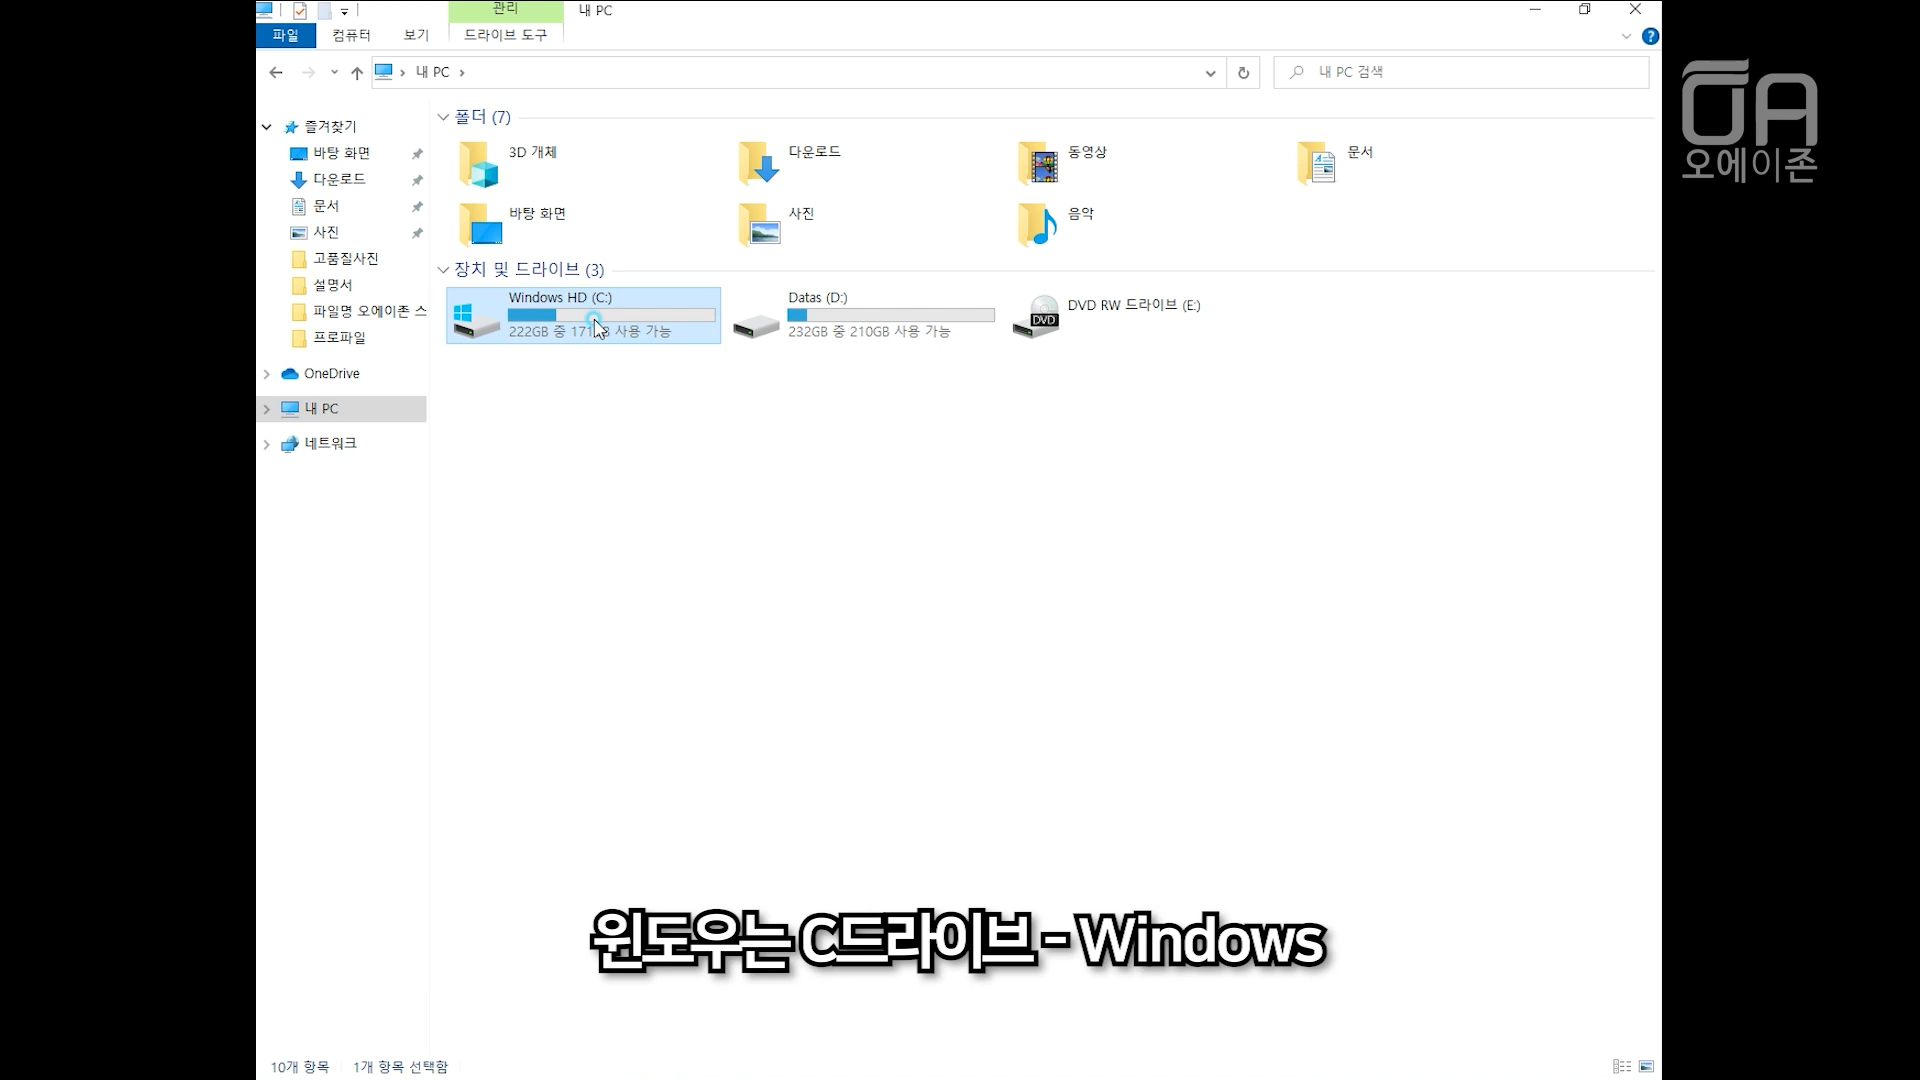 관리
내 PC
파일
컴퓨터
보기
드라이브 도구
내 PC
내 PC 검색
OA
오에이존
즐겨찾기
바탕 화면
다운로드
문서
사진
고품질사진
설명서
파일명 오에이존 스
프로파일
OneDrive
내 PC
네트워크
폴더 (7)
3D 개체
다운로드
동영상
문서
바탕 화면
사진
음악
장치 및 드라이브 (3)
Windows HD (C:)
222GB 중 사용 가능
Datas (D:)
232GB 중 210GB 사용 가능
DVD
DVD RW 드라이브 (E:)
윈도우는 C드라이브 - Windows
10개 항목
1개 항목 선택함